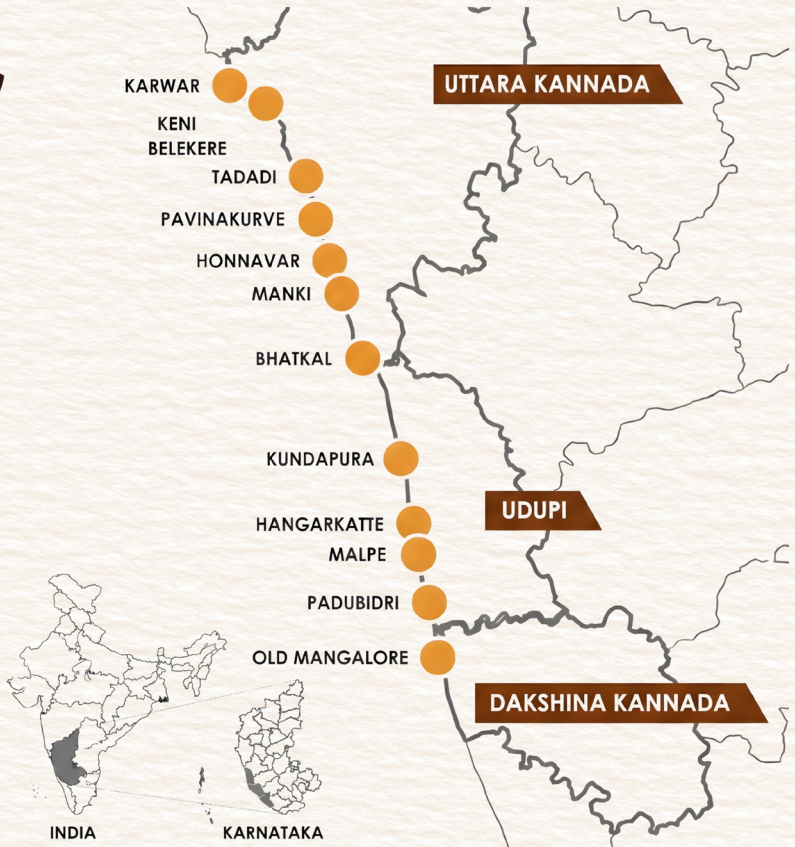 KARWAR
UTTARA KANNADA
KENI
BELEKERE
TADADI
PAVINAKURVE
HONNAVAR
MANKI
BHATKAL
KUNDAPURA
UDUPI
HANGARKATTE
MALPE
PADUBIDRI
OLD MANGALORE
DAKSHINA KANNADA
INDIA
KARNATAKA